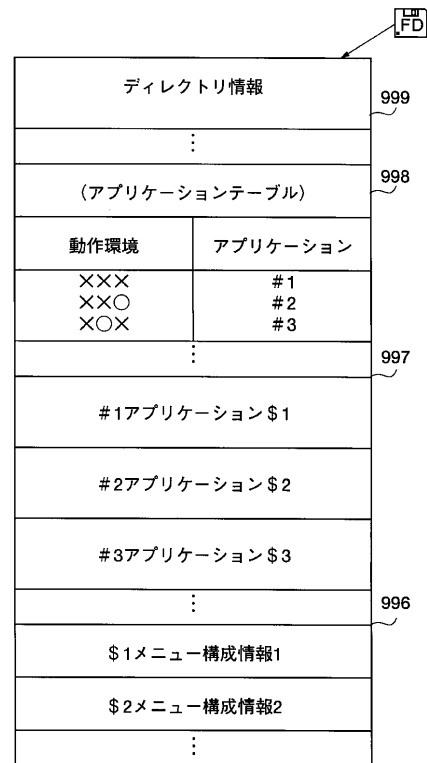 FD
ディレクトリ情報
999
⋮
998
(アプリケーションテーブル)
動作環境 アプリケーション
××× #1
××○ #2
×○× #3
⋮
997
#1アプリケーション$1
#2アプリケーション$2
#3アプリケーション$3
⋮
996
$1メニュー構成情報1
$2メニュー構成情報2
⋮